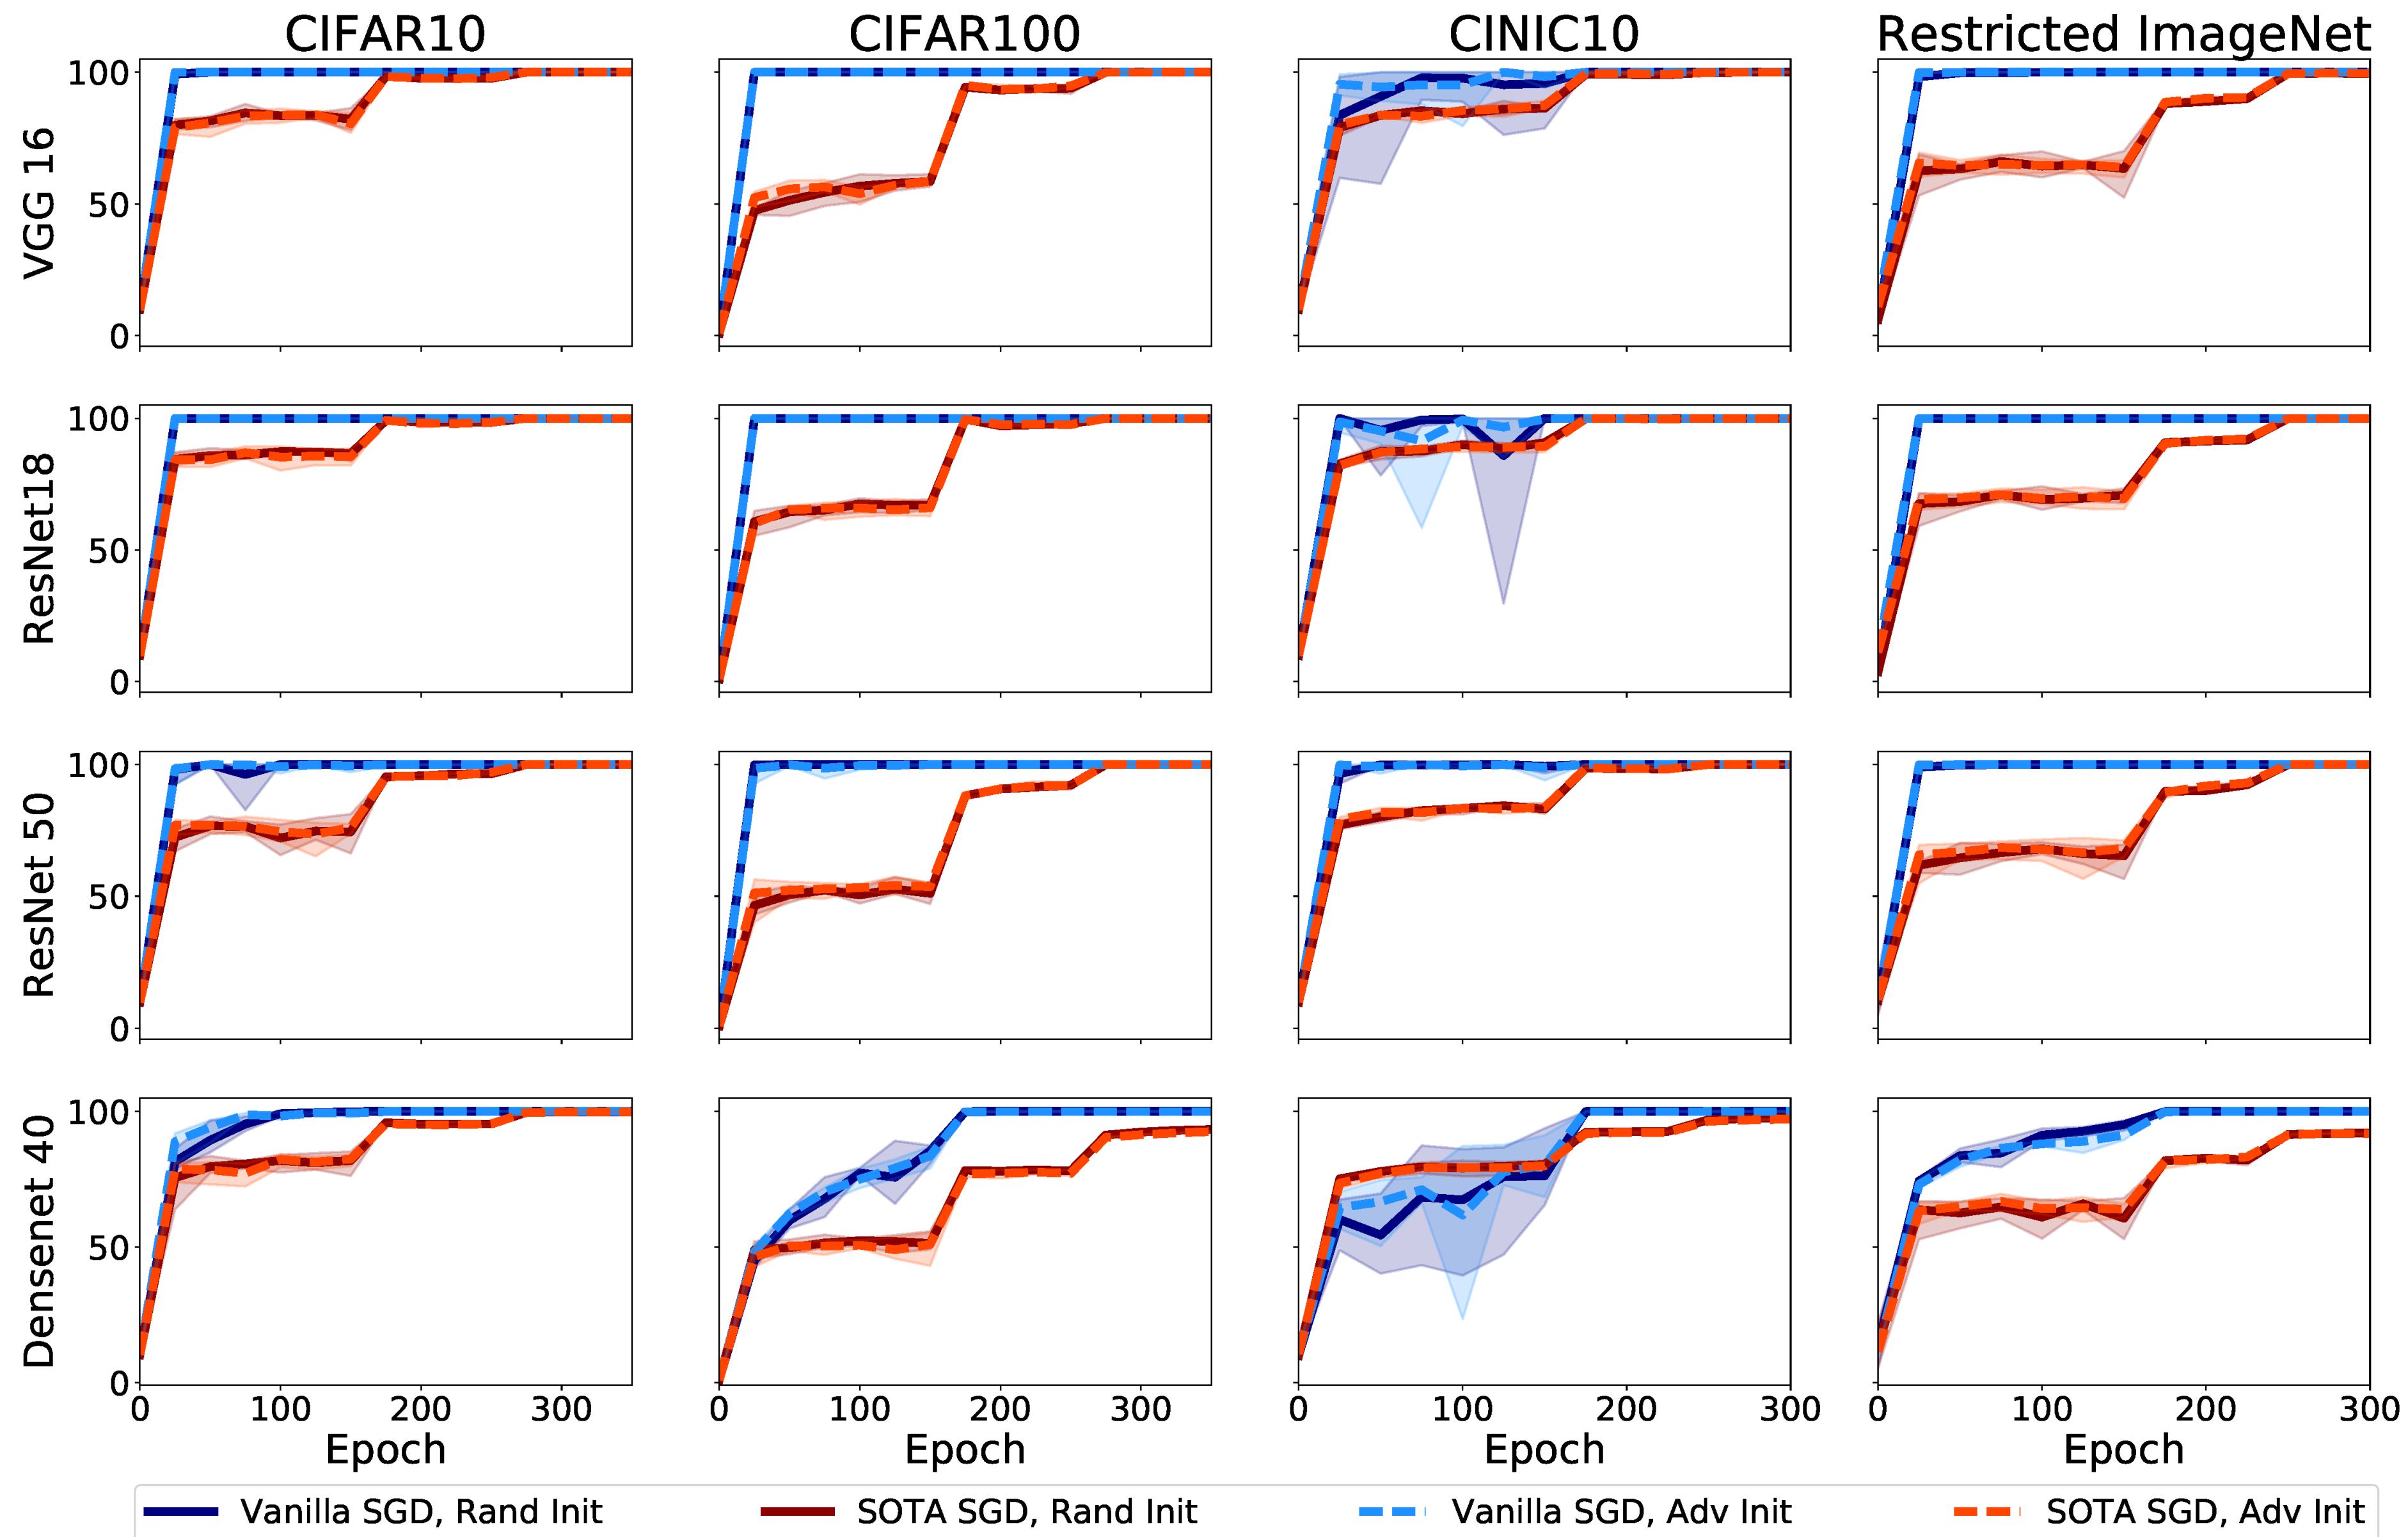 CIFAR10 CIFAR100 CINIC10 Restricted ImageNet
VGG 16
100
50
0
ResNet18
100
50
0
ResNet 50
100
50
0
Densenet 40
100
50
0
0 100 200 300 0 100 200 300 0 100 200 300 0 100 200 300
Epoch Epoch Epoch Epoch
Vanilla SGD, Rand Init SOTA SGD, Rand Init Vanilla SGD, Adv Init SOTA SGD, Adv Init